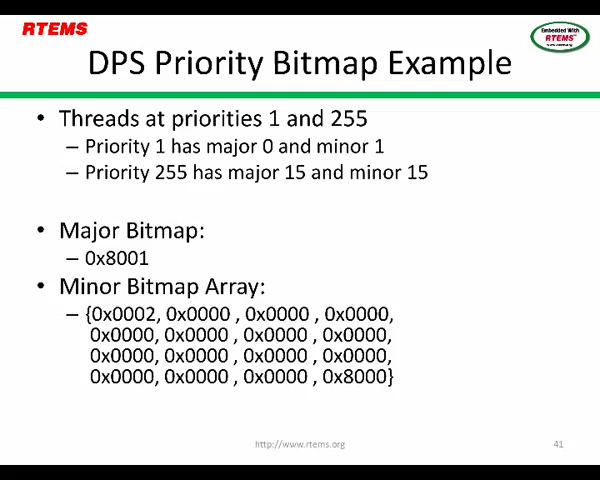 RTEMS
Embedded With
RTEMS
www.rtems.org
DPS Priority Bitmap Example
• Threads at priorities 1 and 255
– Priority 1 has major 0 and minor 1
– Priority 255 has major 15 and minor 15
• Major Bitmap:
– 0x8001
• Minor Bitmap Array:
– {0x0002, 0x0000 , 0x0000 , 0x0000,
0x0000, 0x0000 , 0x0000 , 0x0000,
0x0000, 0x0000 , 0x0000 , 0x0000,
0x0000, 0x0000 , 0x0000 , 0x8000}
http://www.rtems.org
41